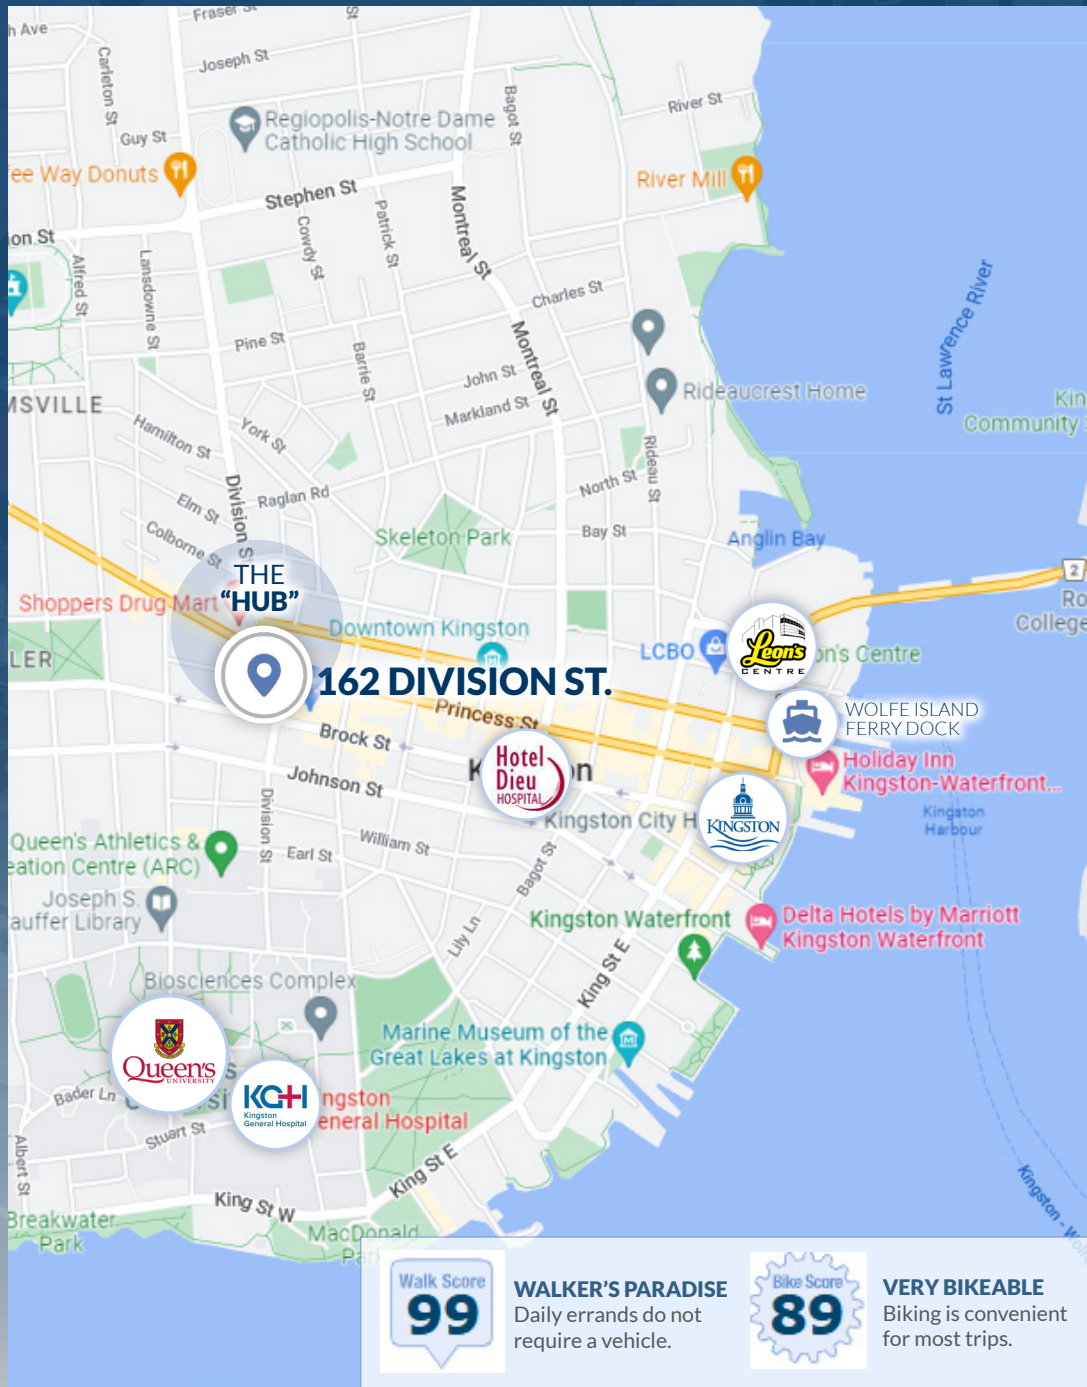 Fraser St
St
h Ave
Joseph St
Carleton St
Bagot St
River St
Regiopolis-Notre Dame
Catholic High School
Guy St
fee Way Donuts
River Mill
Stephen St
Montreal St
Patrick St
Cowdy St
on St
Alfred St
Lansdowne St
St Lawrence River
Charles St
Pine St
Barrie St
Montreal St
John St
Rideaucrest Home
Markland St
MSVILLE
Kin
Community
Hamilton St
York St
Rideau St
North St
Division S
Raglan Rd
Elm St
Skeleton Park
Bay St
Anglin Bay
Colborne St
2
THE
"HUB"
Shoppers Drug Mart
Ro
College
Downtown Kingston
LCBO
Leon's
CENTRE
on's Centre
LER
162 DIVISION ST.
Princess St
WOLFE ISLAND
FERRY DOCK
Brock St
Hotel
Dieu
HOSPITAL
K
n
Holiday Inn
Kingston-Waterfront...
Johnson St
Kingston City H
KINGSTON
Kingston
Harbour
Division St
Queen's Athletics &
eation Centre (ARC)
Earl St
William St
Bagot St
Joseph S.
auffer Library
Kingston Waterfront
Delta Hotels by Marriott
Kingston Waterfront
Lily Ln
King St E
Biosciences Complex
Marine Museum of the
Great Lakes at Kingston
Queen's
UNIVERSITY
s
si
KGH
Kingston
General Hospital
ngston
eneral Hospital
Bader Ln
Stuart St
Albert St
King St E
King St W
Kingston - W
Breakwater
Park
MacDonald
Par
Walk Score
99
WALKER'S PARADISE
Daily errands do not
require a vehicle.
Bike Score
89
VERY BIKEABLE
Biking is convenient
for most trips.